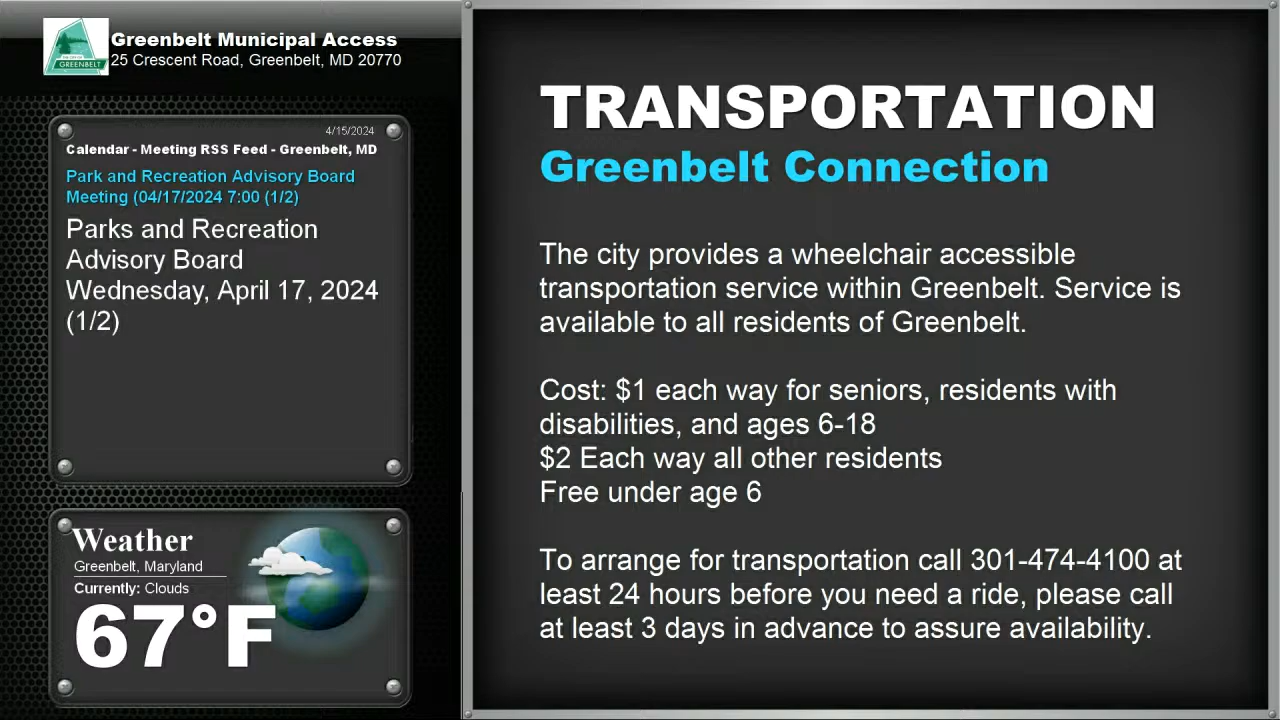 Greenbelt Municipal Access
25 Crescent Road, Greenbelt, MD 20770
GREENBELT
4/15/2024
Calendar - Meeting RSS Feed - Greenbelt, MD
Park and Recreation Advisory Board
Meeting (04/17/2024 7:00 (1/2)
Parks and Recreation
Advisory Board
Wednesday, April 17, 2024
(1/2)
Weather
Greenbelt, Maryland
Currently: Clouds
67°F
TRANSPORTATION
Greenbelt Connection
The city provides a wheelchair accessible
transportation service within Greenbelt. Service is
available to all residents of Greenbelt.
Cost: $1 each way for seniors, residents with
disabilities, and ages 6-18
$2 Each way all other residents
Free under age 6
To arrange for transportation call 301-474-4100 at
least 24 hours before you need a ride, please call
at least 3 days in advance to assure availability.